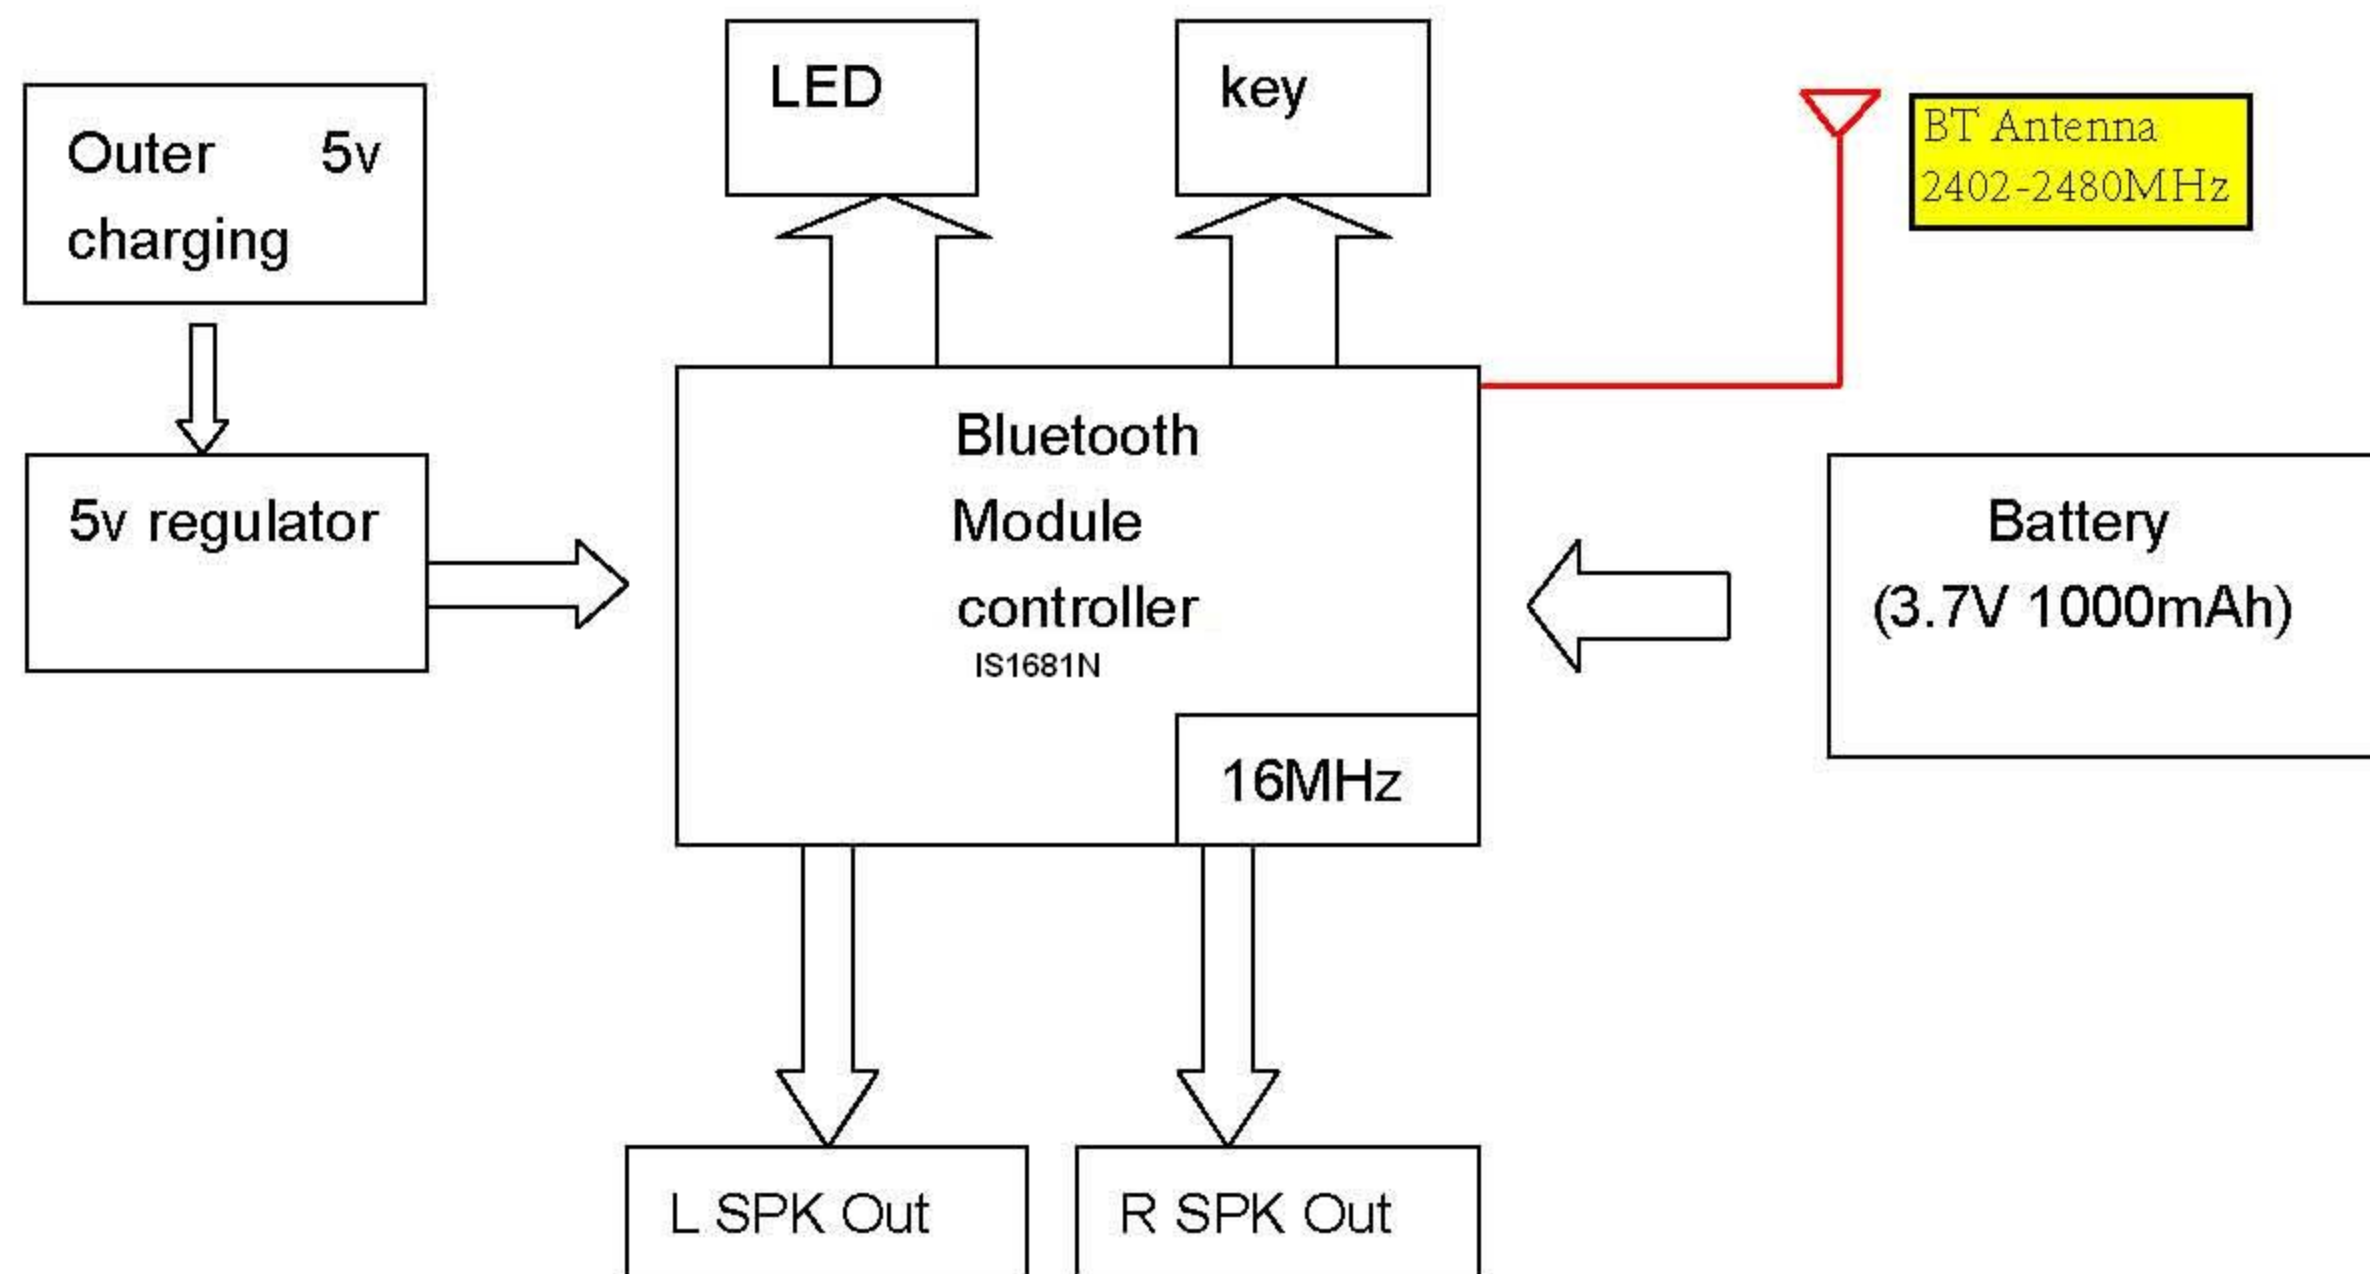 LED
key
Outer 5v
charging
BT Antenna
2402-2480MHz
5v regulator
Bluetooth
Module
controller
IS1681N
16MHz
Battery
(3.7V 1000mAh)
L SPK Out
R SPK Out